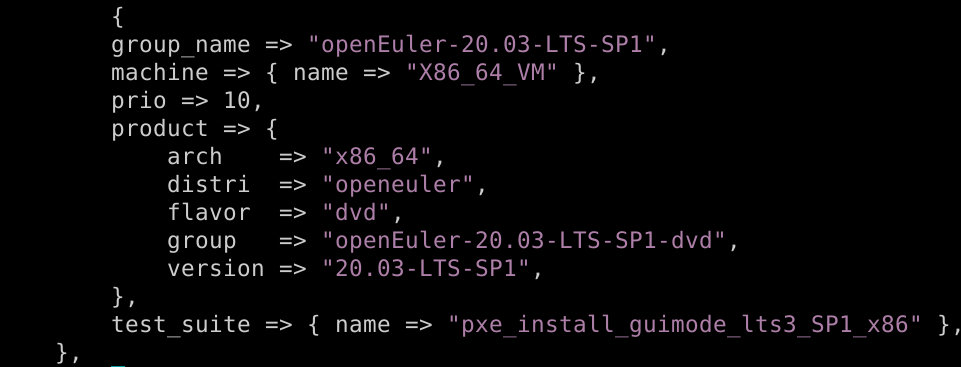 {
group_name => "openEuler-20.03-LTS-SP1",
machine => { name => "X86_64_VM" },
prio => 10,
product => {
arch => "x86_64",
distri => "openeuler",
flavor => "dvd",
group => "openEuler-20.03-LTS-SP1-dvd",
version => "20.03-LTS-SP1",
},
test_suite => { name => "pxe_install_guimode_lts3_SP1_x86" },
},